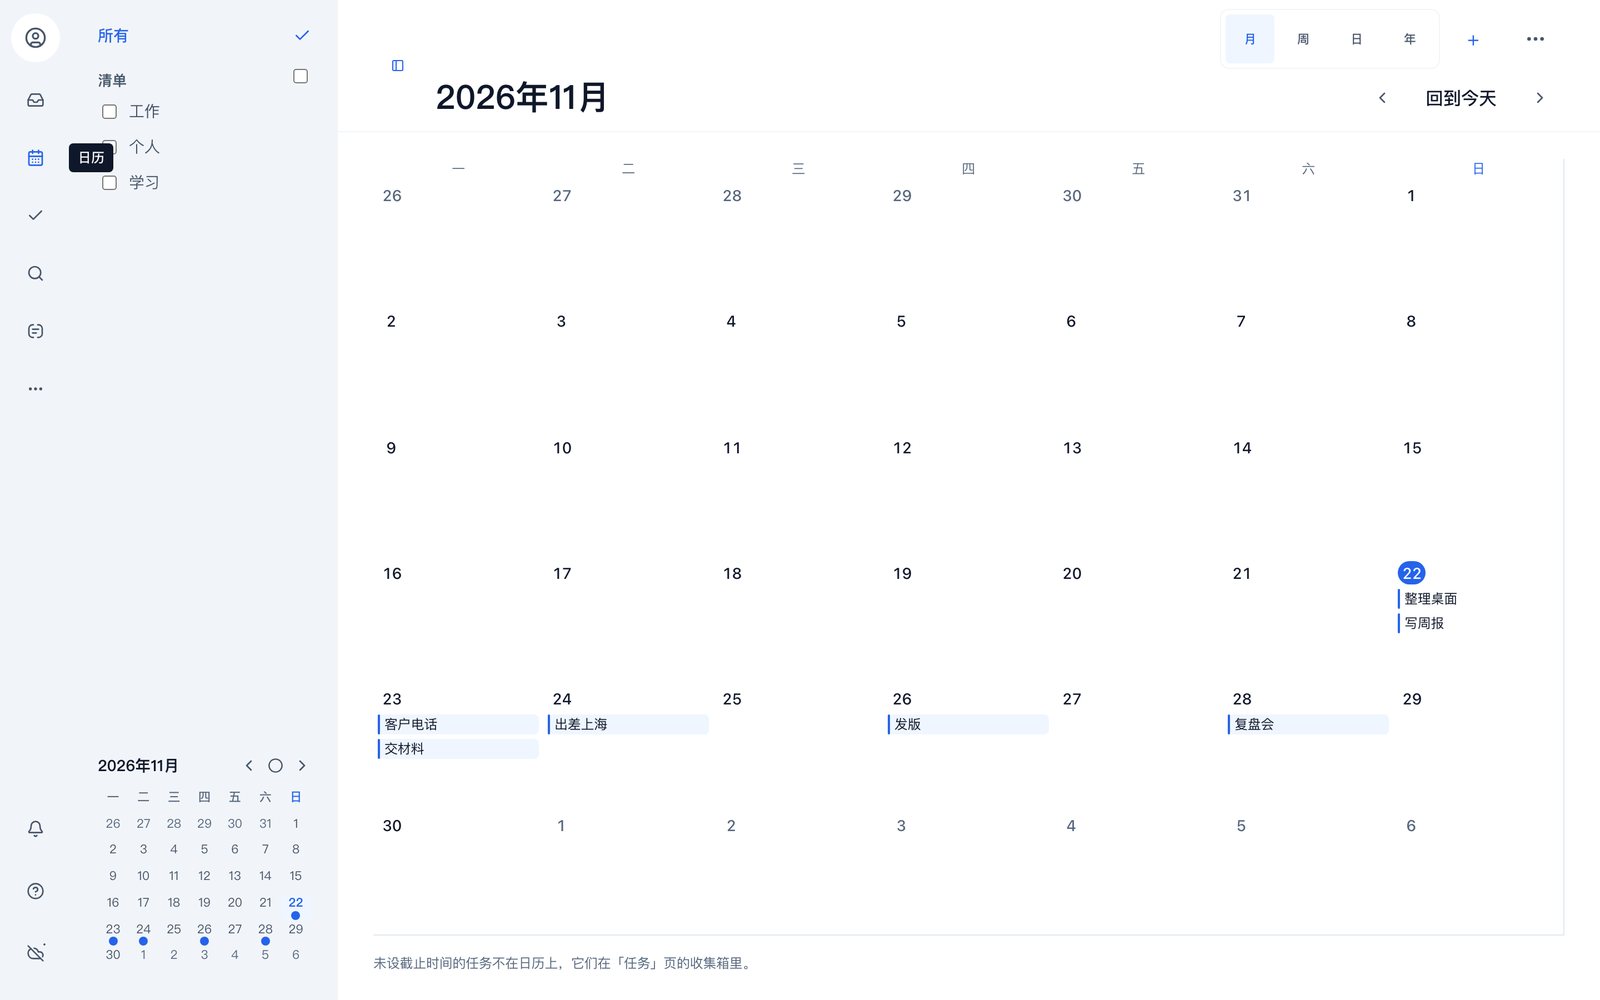 所有
清单
工作
个人
学习
日历
月 周 日 年
2026年11月
回到今天
一 二 三 四 五 六 日
26 27 28 29 30 31 1
2 3 4 5 6 7 8
9 10 11 12 13 14 15
16 17 18 19 20 21 22
整理桌面
写周报
23 24 25 26 27 28 29
客户电话 出差上海 发版 复盘会
交材料
30 1 2 3 4 5 6
未设截止时间的任务不在日历上，它们在「任务」页的收集箱里。
2026年11月
一 二 三 四 五 六 日
26 27 28 29 30 31 1
2 3 4 5 6 7 8
9 10 11 12 13 14 15
16 17 18 19 20 21 22
23 24 25 26 27 28 29
30 1 2 3 4 5 6